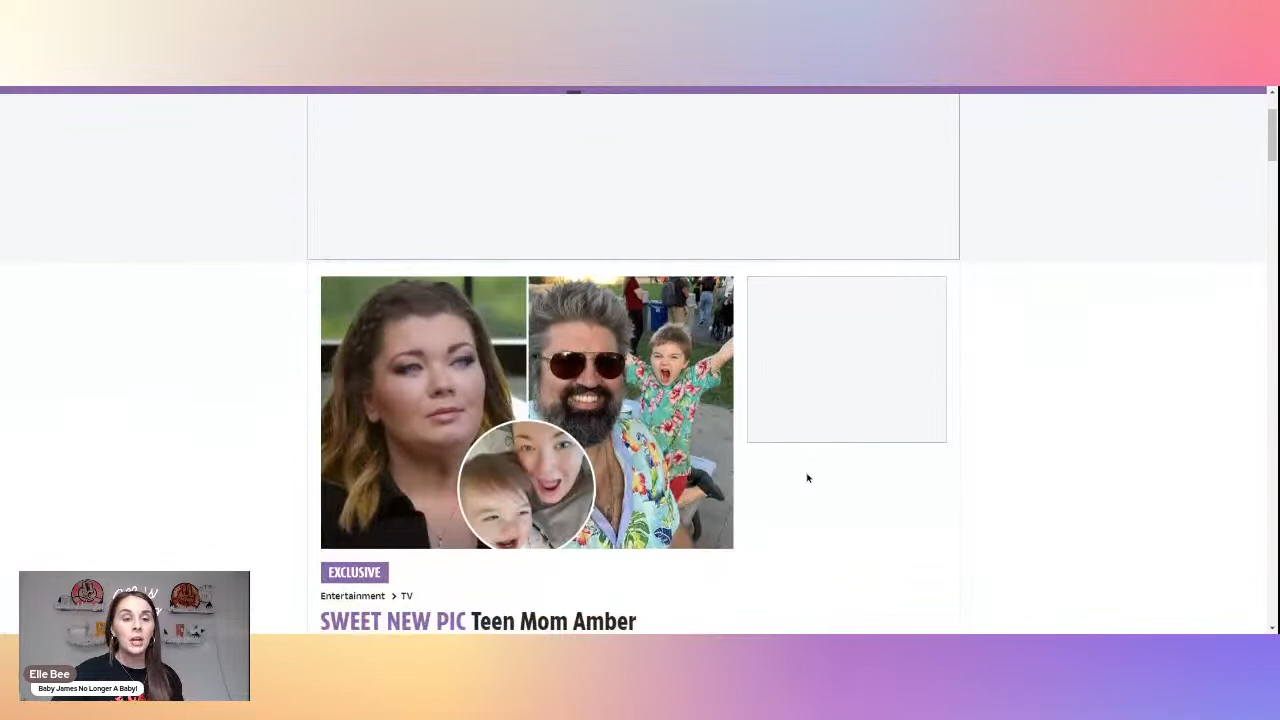 EXCLUSIVE
Entertainment > TV
SWEET NEW PIC Teen Mom Amber
Elle Bee
Baby James No Longer A Baby!